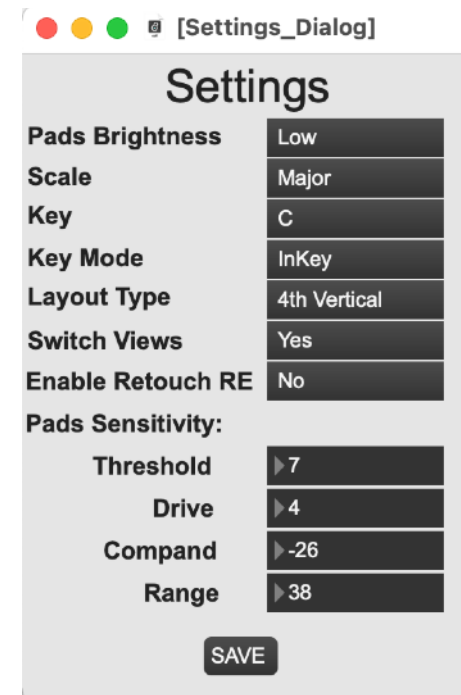 [Settings_Dialog]
Settings
Pads Brightness Low
Scale Major
Key C
Key Mode InKey
Layout Type 4th Vertical
Switch Views Yes
Enable Retouch RE No
Pads Sensitivity:
Threshold 7
Drive 4
Compand -26
Range 38
SAVE